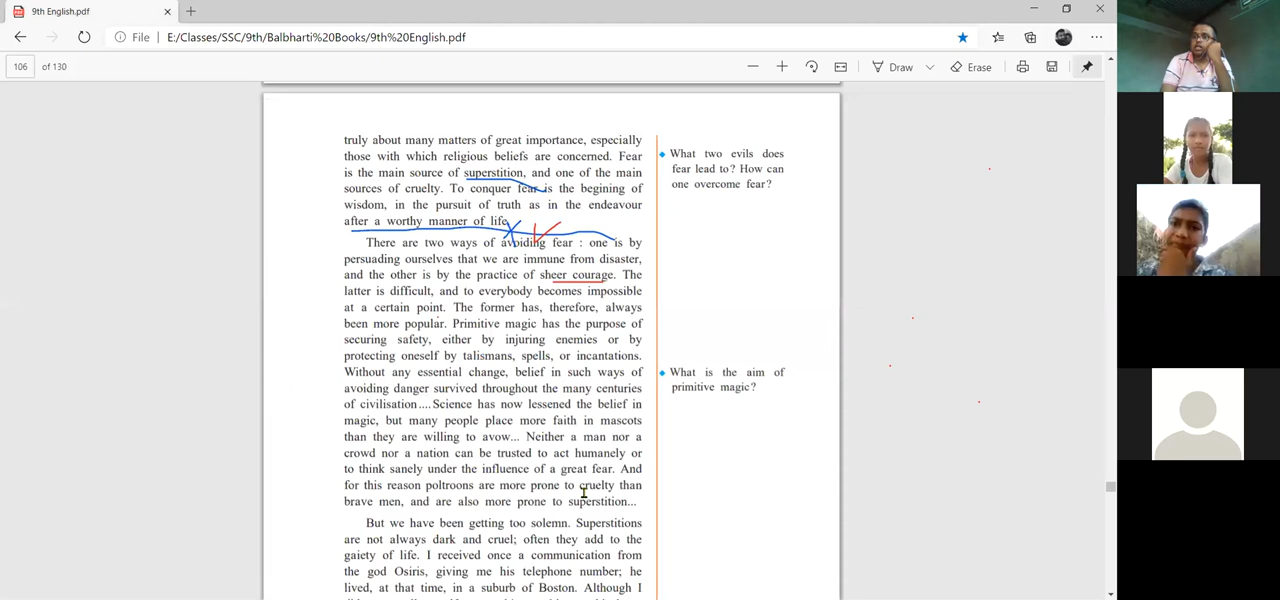 9th English.pdf
File
E:/Classes/SSC/9th/Balbharti%20Books/9th%20English.pdf
106
of 130
Draw
Erase
truly about many matters of great importance, especially
those with which religious beliefs are concerned. Fear
is the main source of superstition, and one of the main
sources of cruelty. To conquer fear is the begining of
wisdom, in the pursuit of truth as in the endeavour
after a worthy manner of life.
There are two ways of avoiding fear : one is by
persuading ourselves that we are immune from disaster,
and the other is by the practice of sheer courage. The
latter is difficult, and to everybody becomes impossible
at a certain point. The former has, therefore, always
been more popular. Primitive magic has the purpose of
securing safety, either by injuring enemies or by
protecting oneself by talismans, spells, or incantations.
Without any essential change, belief in such ways of
avoiding danger survived throughout the many centuries
of civilisation .... Science has now lessened the belief in
magic, but many people place more faith in mascots
than they are willing to avow... Neither a man nor a
crowd nor a nation can be trusted to act humanely or
to think sanely under the influence of a great fear. And
for this reason poltroons are more prone to cruelty than
brave men, and are also more prone to superstition...
But we have been getting too solemn. Superstitions
are not always dark and cruel; often they add to the
gaiety of life. I received once a communication from
the god Osiris, giving me his telephone number; he
lived, at that time, in a suburb of Boston. Although I
What two evils does
fear lead to? How can
one overcome fear?
What is the aim of
primitive magic?